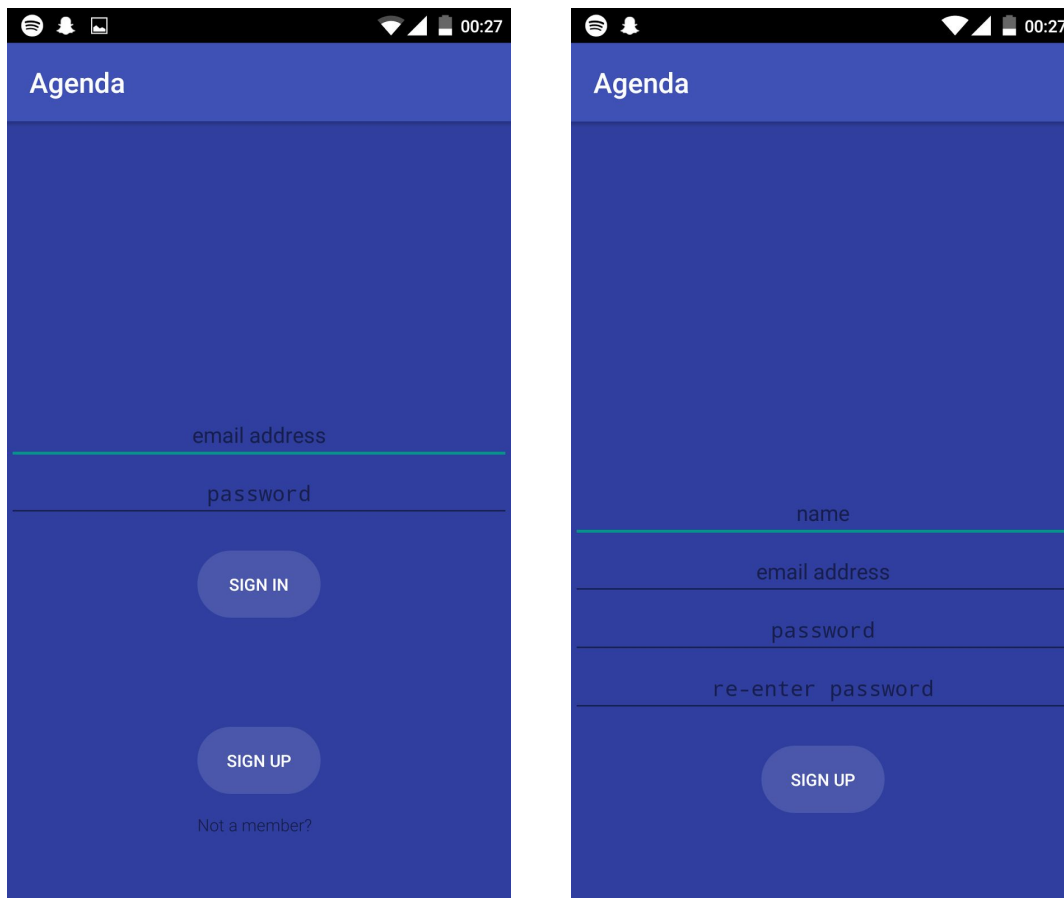 00:27
Agenda
email address
password
SIGN IN
SIGN UP
Not a member?
00:27
Agenda
name
email address
password
re-enter password
SIGN UP